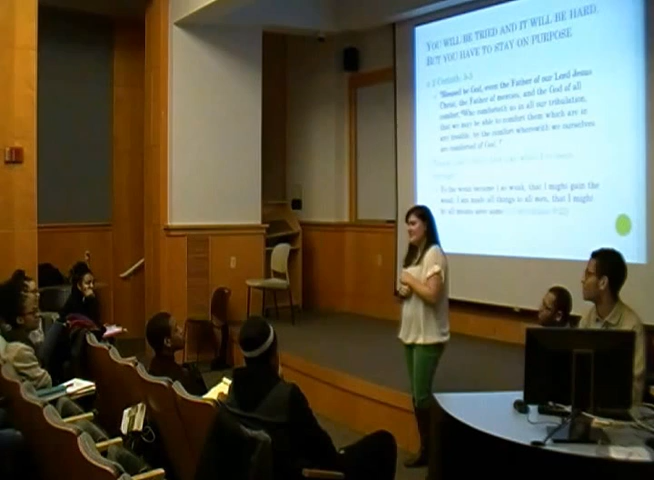 YOU WILL BE TRIED AND IT WILL BE HARD,
BUT YOU HAVE TO STAY ON PURPOSE
"Blessed be God, even the Father of our Lord Jesus
Christ, the Father of mercies, and the God of all
comfort; Who comforteth us in all our tribulation,
that we may be able to comfort them which are in
any trouble, by the comfort wherewith we ourselves
are comforted of God."
To the weak became I as weak, that I might gain the
weak: I am made all things to all men, that I might
by all means save some